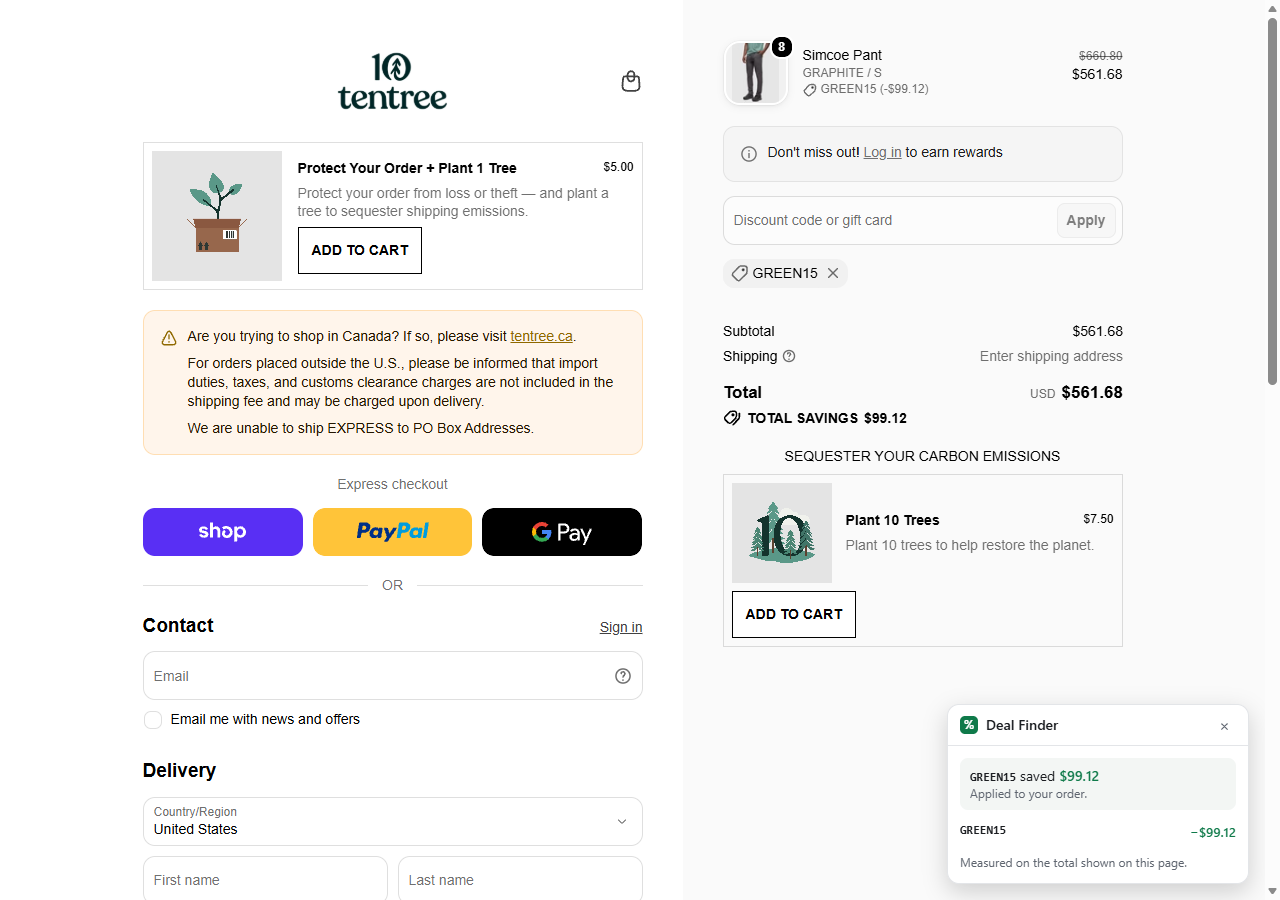 10
tentree
Protect Your Order + Plant 1 Tree
$5.00
Protect your order from loss or theft — and plant a
tree to sequester shipping emissions.
ADD TO CART
Are you trying to shop in Canada? If so, please visit tentree.ca.
For orders placed outside the U.S., please be informed that import
duties, taxes, and customs clearance charges are not included in the
shipping fee and may be charged upon delivery.
We are unable to ship EXPRESS to PO Box Addresses.
Express checkout
shop
PayPal
G Pay
OR
Contact
Sign in
Email
Email me with news and offers
Delivery
Country/Region
United States
First name
Last name
8
Simcoe Pant
$660.80
GRAPHITE / S
$561.68
GREEN15 (-$99.12)
Don't miss out! Log in to earn rewards
Discount code or gift card
Apply
GREEN15
Subtotal
$561.68
Shipping
Enter shipping address
Total
USD $561.68
TOTAL SAVINGS $99.12
SEQUESTER YOUR CARBON EMISSIONS
10
Plant 10 Trees
$7.50
Plant 10 trees to help restore the planet.
ADD TO CART
% Deal Finder
×
GREEN15 saved $99.12
Applied to your order.
GREEN15
−$99.12
Measured on the total shown on this page.